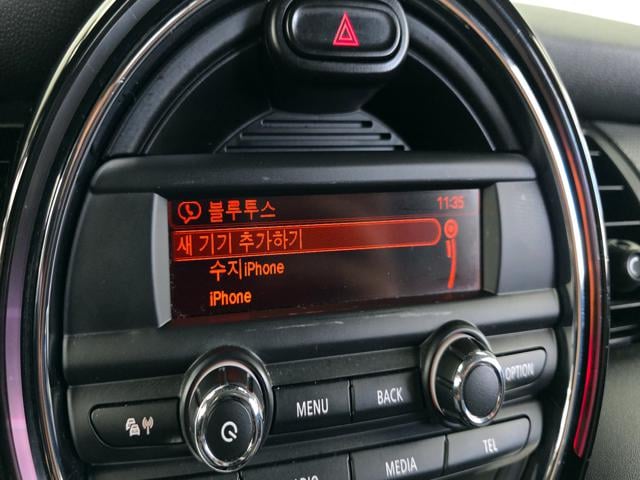 블루투스 11:35
새 기기 추가하기
수지 iPhone
iPhone
MENU BACK OPTION
MEDIA TEL